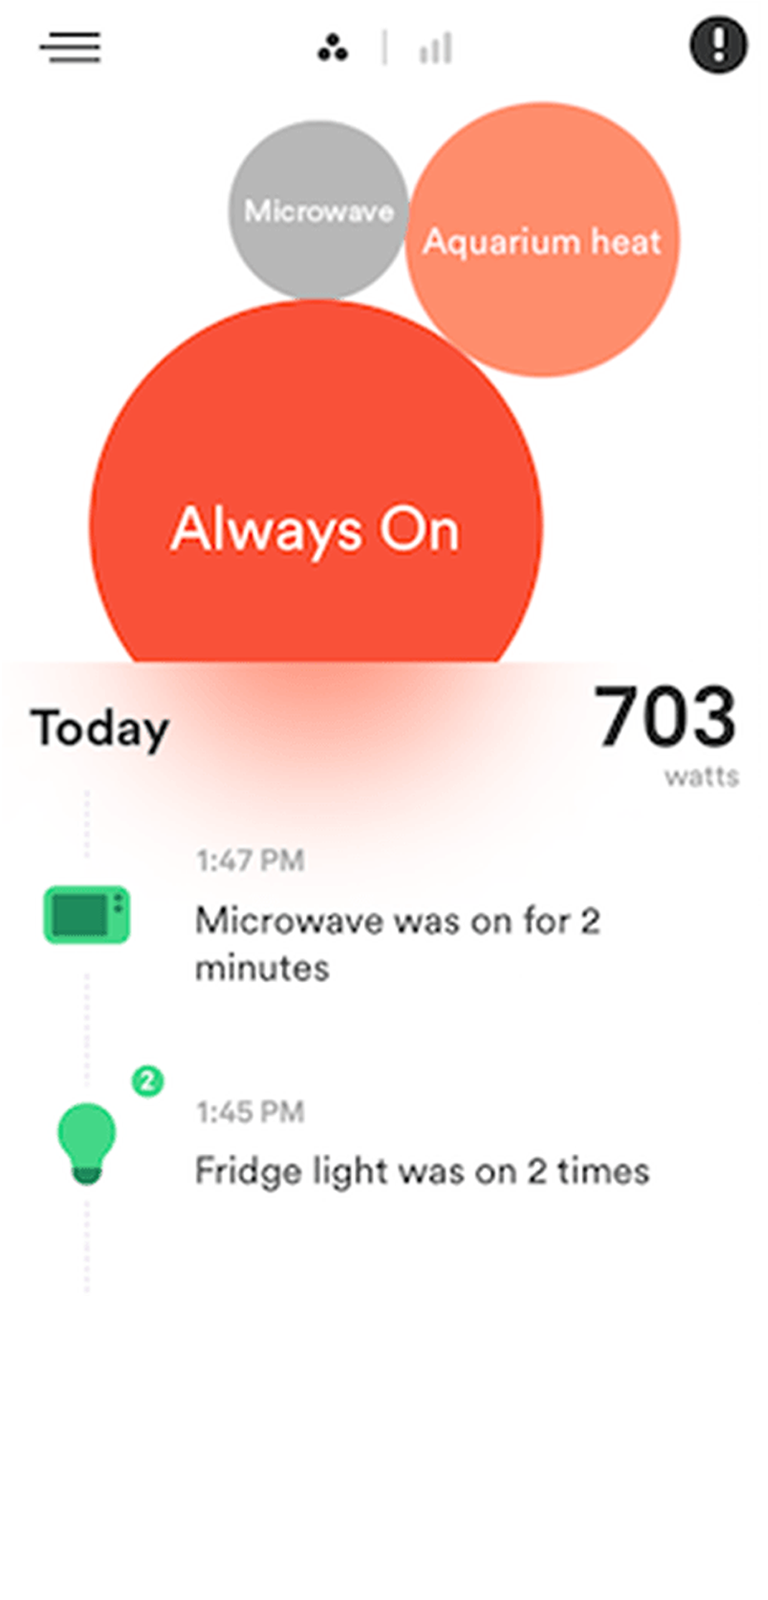 Microwave
Aquarium heat
Always On
Today
703
watts
1:47 PM
Microwave was on for 2
minutes
2
1:45 PM
Fridge light was on 2 times